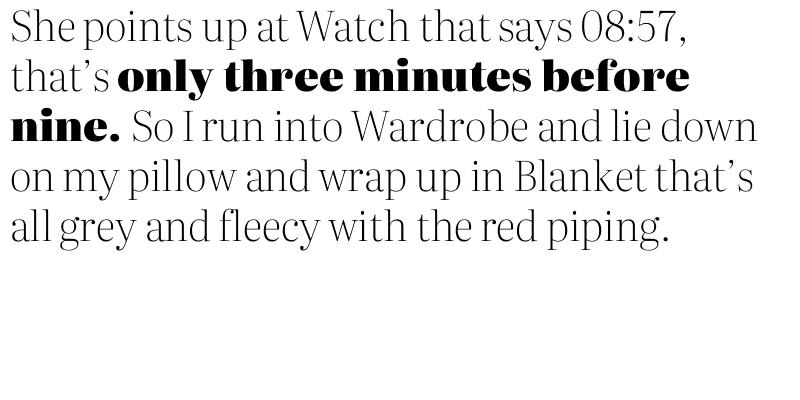 She points up at Watch that says 08:57,
that’s only three minutes before
nine. So I run into Wardrobe and lie down
on my pillow and wrap up in Blanket that’s
all grey and fleecy with the red piping.